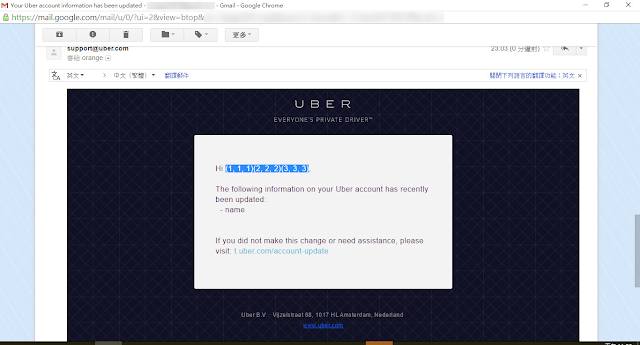 Your Uber account information has been updated - - Gmail - Google Chrome
https://mail.google.com/mail/u/0/?ui=2&view=btop&
更多
support@uber.com
23:03 (0 分鐘前)
寄給 orange
英文 > 中文（繁體） 翻譯郵件
關閉下列語言的翻譯功能：英文 ×
UBER
EVERYONE'S PRIVATE DRIVER™
Hi (1, 1, 1)(2, 2, 2)(3, 3, 3),
The following information on your Uber account has recently
been updated:
- name
If you did not make this change or need assistance, please
visit: t.uber.com/account-update
Uber B.V. - Vijzelstraat 68, 1017 HL Amsterdam, Nederland
www.uber.com